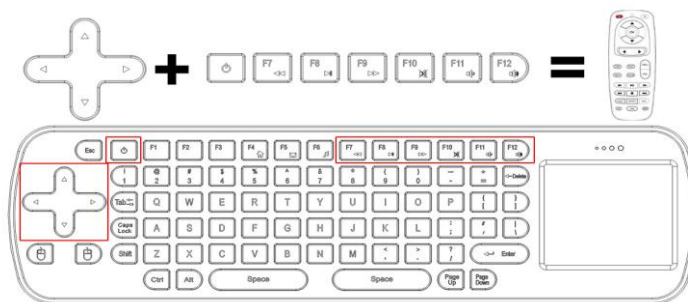 F7 F8 F9 F10 F11 F12
Esc F1 F2 F3 F4 F5 F6 F7 F8 F9 F10 F11 F12
! @ # $ % ^ & * ( ) — +
1 2 3 4 5 6 7 8 9 0 - = Delete
Tab Q W E R T Y U I O P { }
[ ]
Caps Lock A S D F G H J K L : " |
; ' \
Shift Z X C V B N M < > ? Enter
, . /
Ctrl Alt Space Space Page Up Page Down